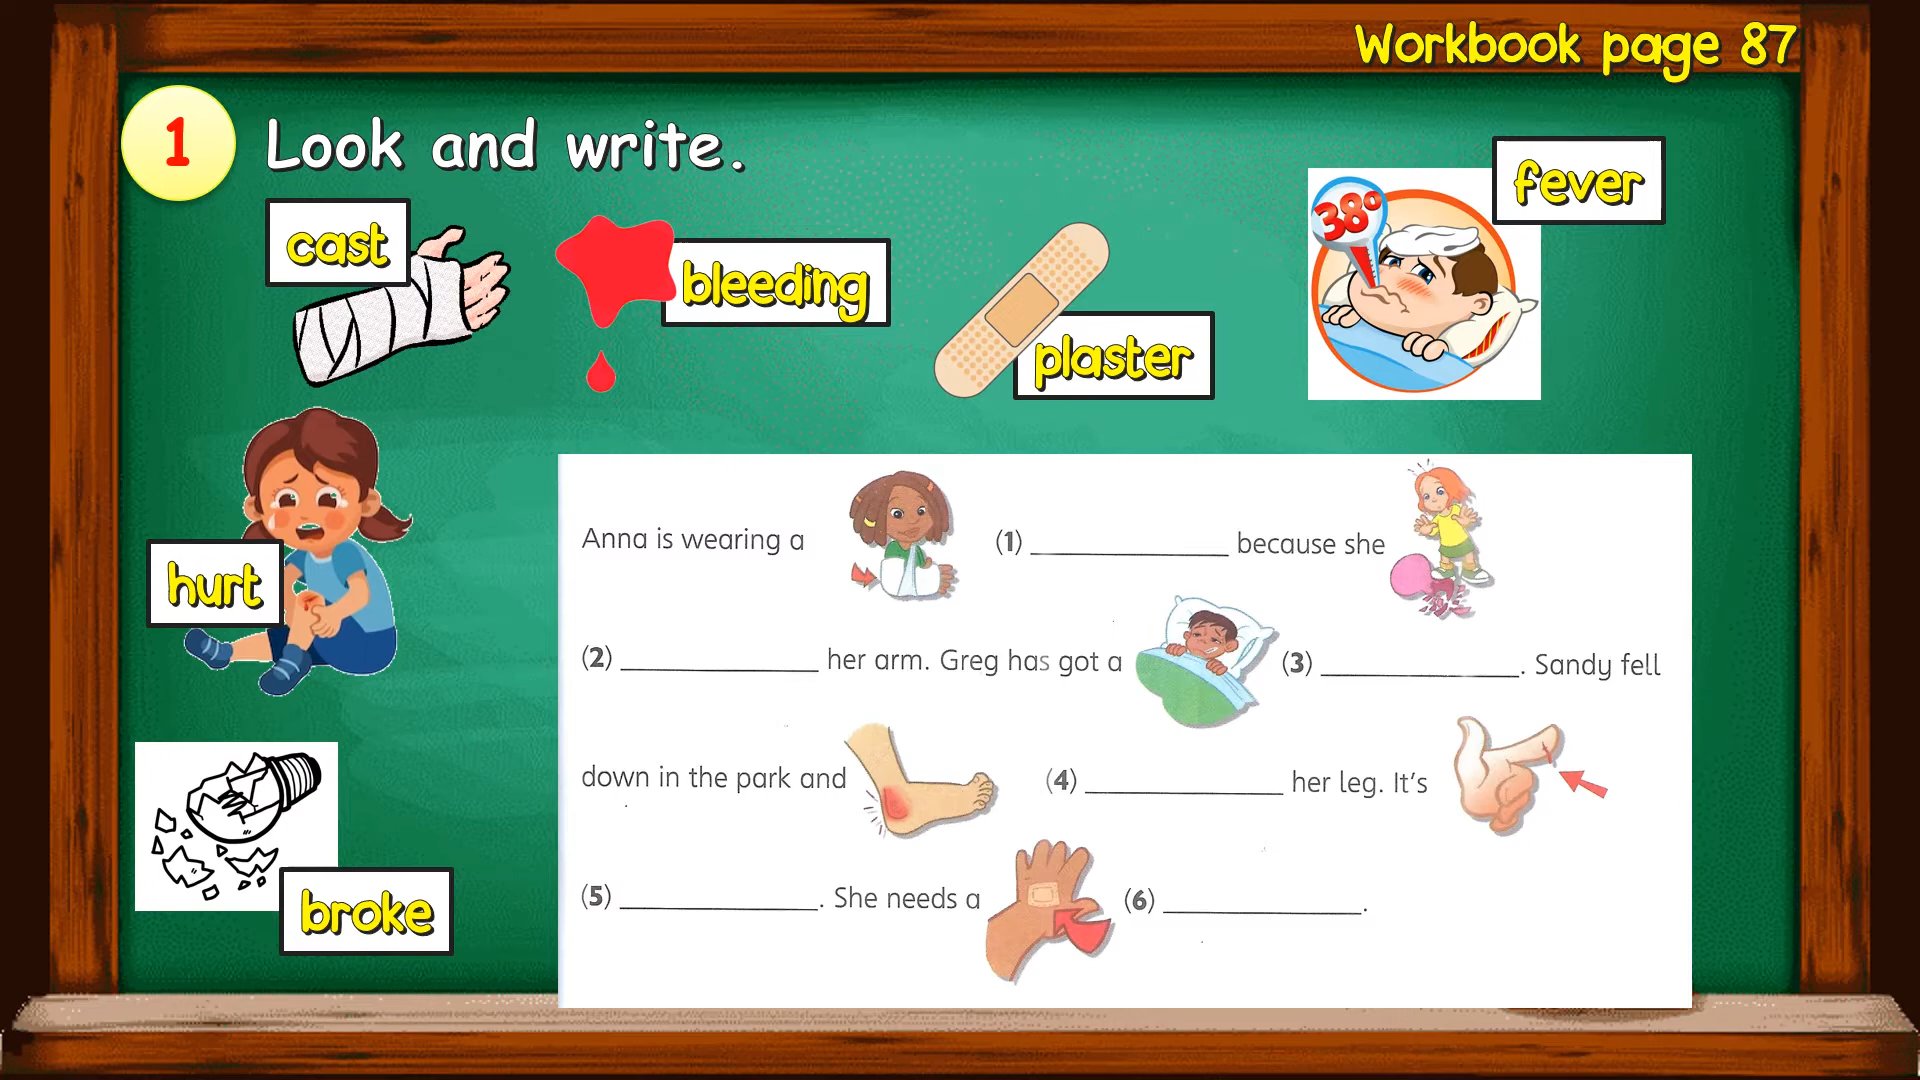 Workbook page 87
1 Look and write.
cast
bleeding
plaster
38°
fever
hurt
broke
Anna is wearing a (1) ______________ because she
(2) ______________ her arm. Greg has got a (3) ______________. Sandy fell
down in the park and (4) ______________ her leg. It's
(5) ______________. She needs a (6) ______________.